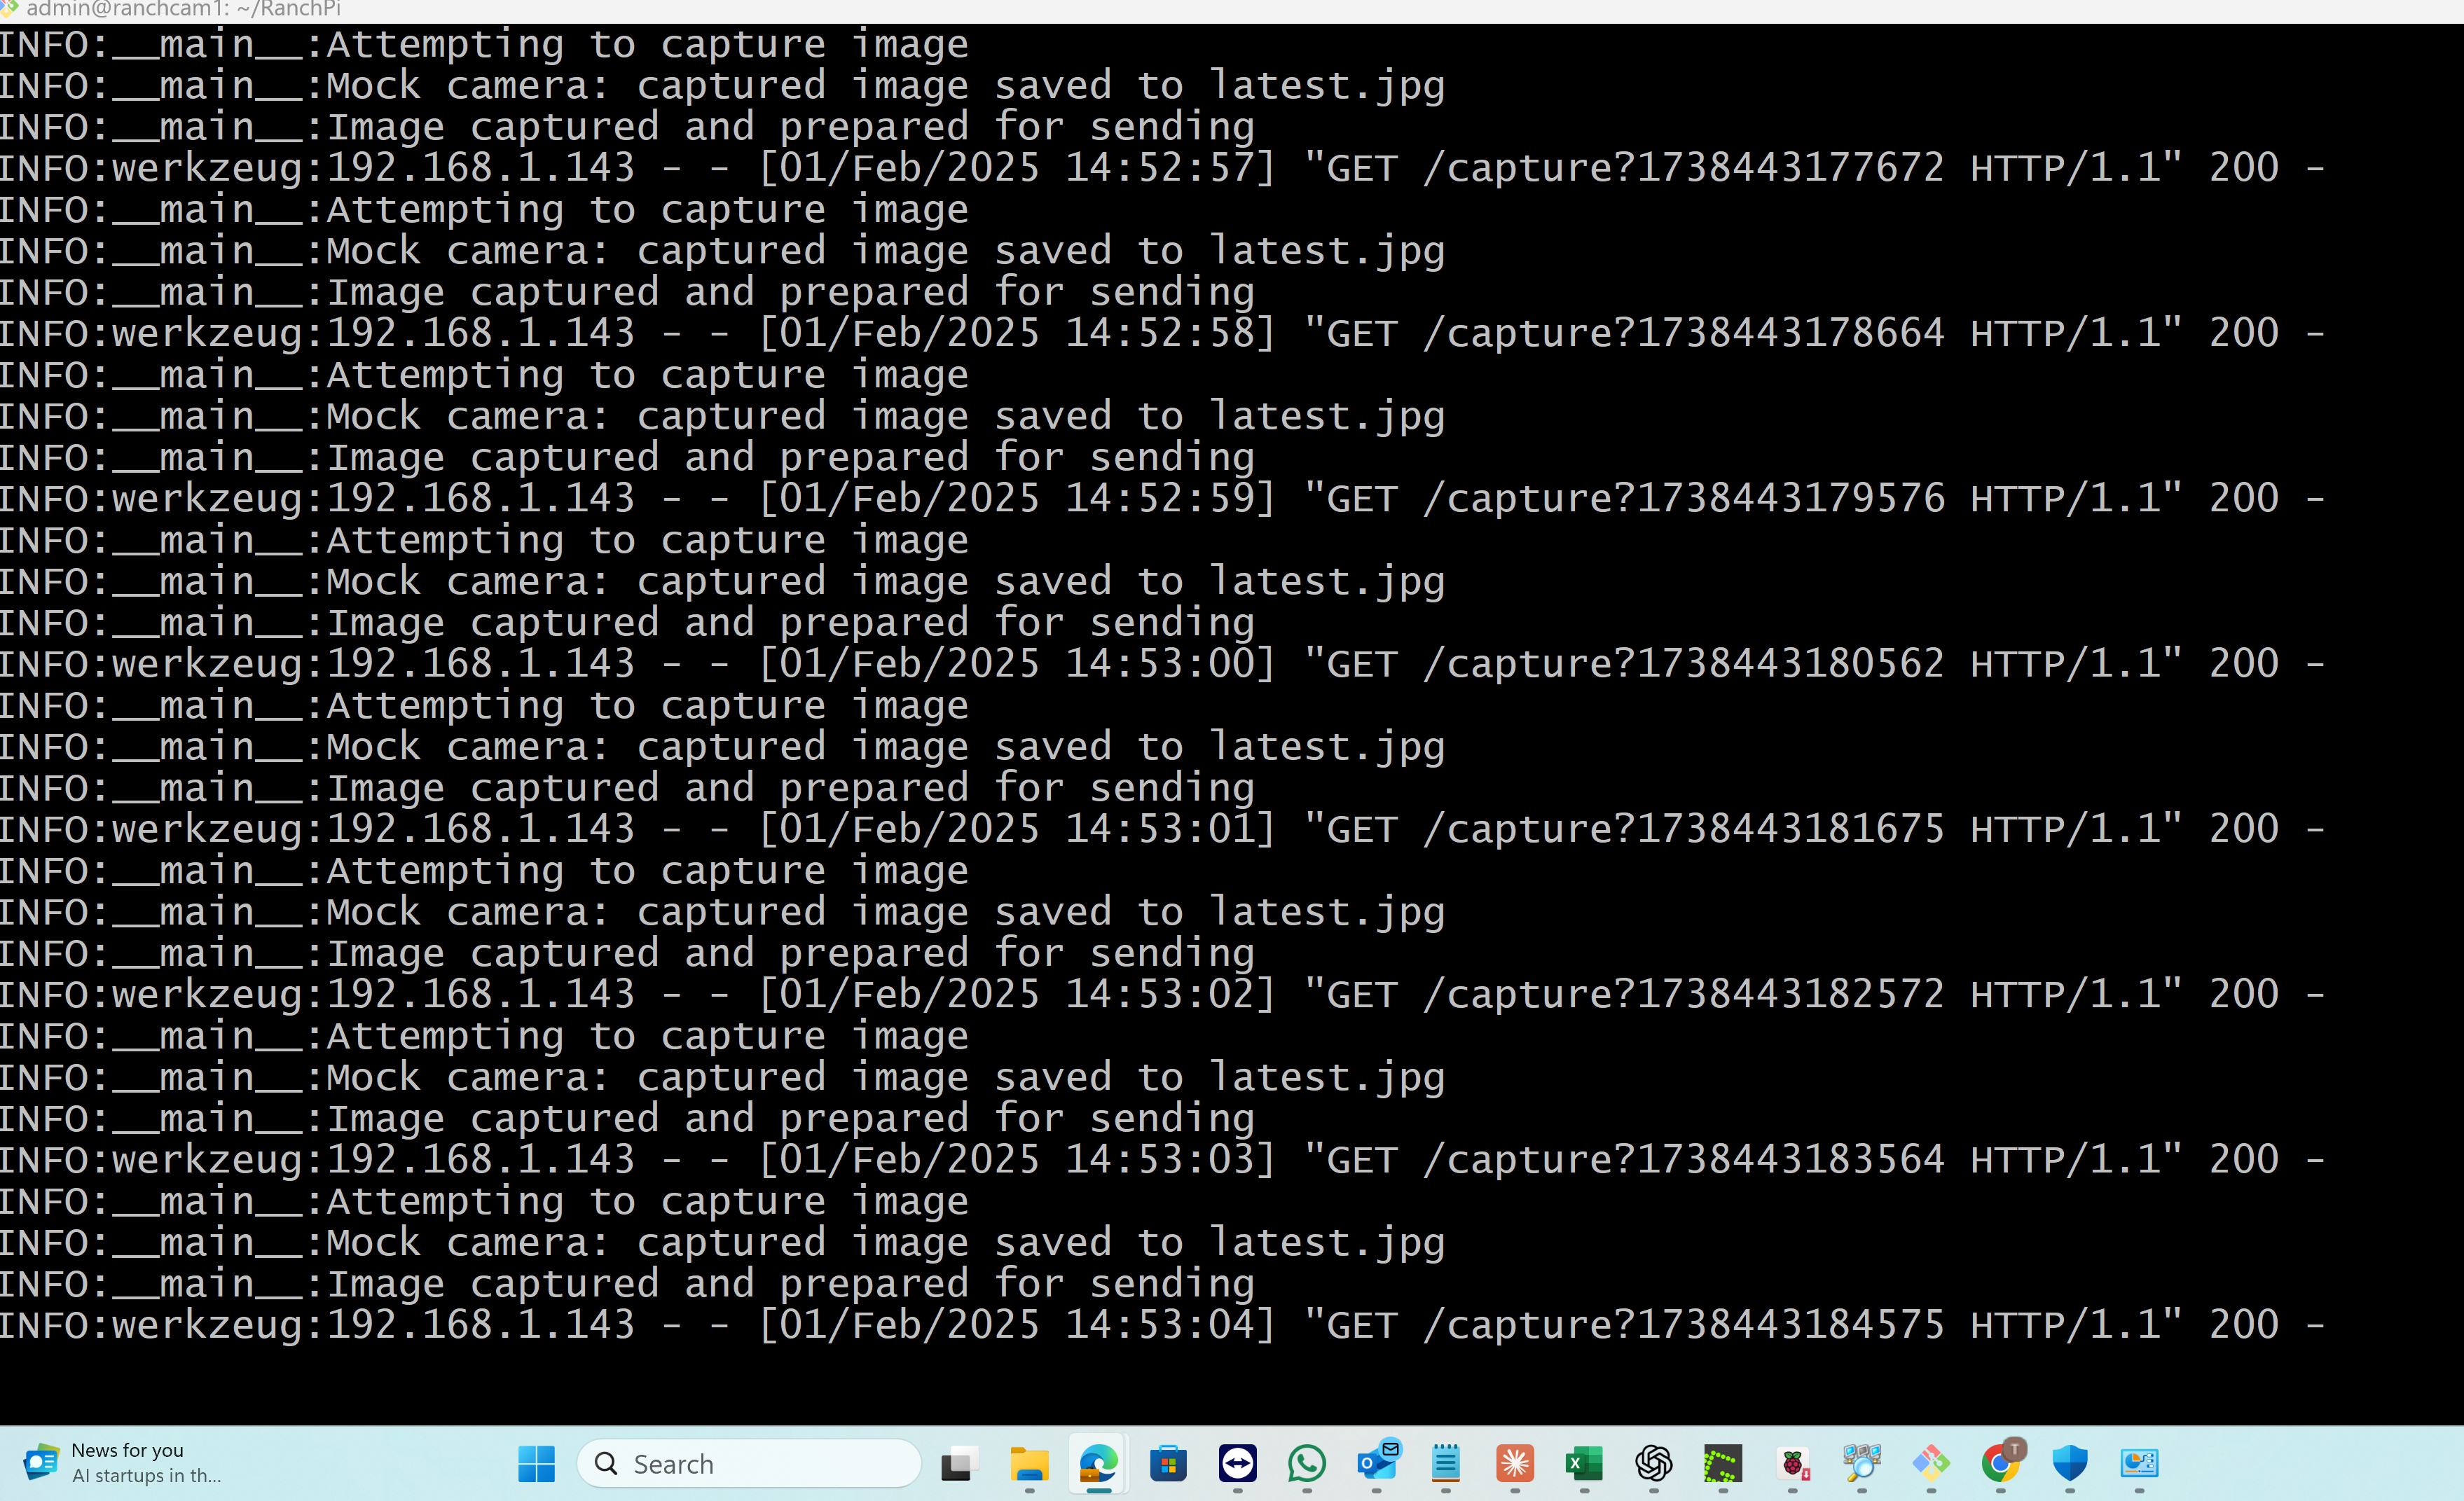 admin@ranchcam1: ~/RanchPi
INFO:__main__:Attempting to capture image
INFO:__main__:Mock camera: captured image saved to latest.jpg
INFO:__main__:Image captured and prepared for sending
INFO:werkzeug:192.168.1.143 - - [01/Feb/2025 14:52:57] "GET /capture?1738443177672 HTTP/1.1" 200 -
INFO:__main__:Attempting to capture image
INFO:__main__:Mock camera: captured image saved to latest.jpg
INFO:__main__:Image captured and prepared for sending
INFO:werkzeug:192.168.1.143 - - [01/Feb/2025 14:52:58] "GET /capture?1738443178664 HTTP/1.1" 200 -
INFO:__main__:Attempting to capture image
INFO:__main__:Mock camera: captured image saved to latest.jpg
INFO:__main__:Image captured and prepared for sending
INFO:werkzeug:192.168.1.143 - - [01/Feb/2025 14:52:59] "GET /capture?1738443179576 HTTP/1.1" 200 -
INFO:__main__:Attempting to capture image
INFO:__main__:Mock camera: captured image saved to latest.jpg
INFO:__main__:Image captured and prepared for sending
INFO:werkzeug:192.168.1.143 - - [01/Feb/2025 14:53:00] "GET /capture?1738443180562 HTTP/1.1" 200 -
INFO:__main__:Attempting to capture image
INFO:__main__:Mock camera: captured image saved to latest.jpg
INFO:__main__:Image captured and prepared for sending
INFO:werkzeug:192.168.1.143 - - [01/Feb/2025 14:53:01] "GET /capture?1738443181675 HTTP/1.1" 200 -
INFO:__main__:Attempting to capture image
INFO:__main__:Mock camera: captured image saved to latest.jpg
INFO:__main__:Image captured and prepared for sending
INFO:werkzeug:192.168.1.143 - - [01/Feb/2025 14:53:02] "GET /capture?1738443182572 HTTP/1.1" 200 -
INFO:__main__:Attempting to capture image
INFO:__main__:Mock camera: captured image saved to latest.jpg
INFO:__main__:Image captured and prepared for sending
INFO:werkzeug:192.168.1.143 - - [01/Feb/2025 14:53:03] "GET /capture?1738443183564 HTTP/1.1" 200 -
INFO:__main__:Attempting to capture image
INFO:__main__:Mock camera: captured image saved to latest.jpg
INFO:__main__:Image captured and prepared for sending
INFO:werkzeug:192.168.1.143 - - [01/Feb/2025 14:53:04] "GET /capture?1738443184575 HTTP/1.1" 200 -
News for you
AI startups in th...
Search
T